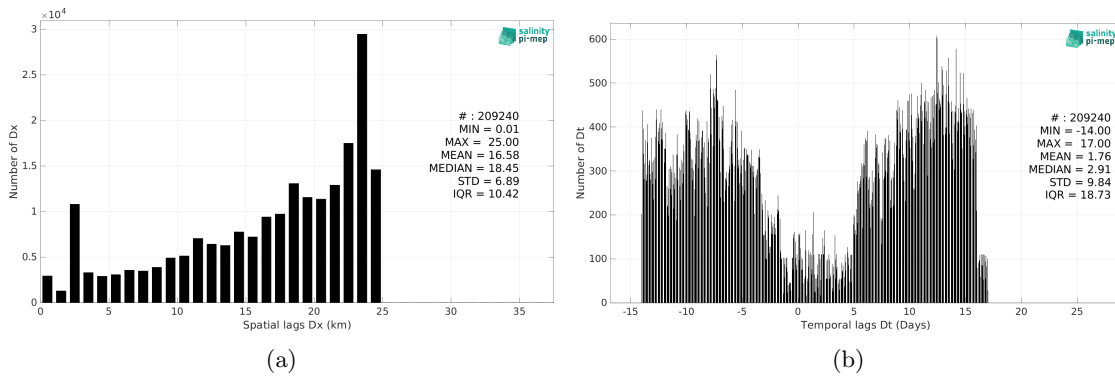 ×10⁴
3
2.5
2
1.5
1
0.5
0
Number of Dx
0 5 10 15 20 25 30 35
Spatial lags Dx (km)
salinity
pi-mep
# : 209240
MIN = 0.01
MAX = 25.00
MEAN = 16.58
MEDIAN = 18.45
STD = 6.89
IQR = 10.42
(a)
600
500
400
300
200
100
0
Number of Dt
-15 -10 -5 0 5 10 15 20 25
Temporal lags Dt (Days)
salinity
pi-mep
# : 209240
MIN = -14.00
MAX = 17.00
MEAN = 1.76
MEDIAN = 2.91
STD = 9.84
IQR = 18.73
(b)